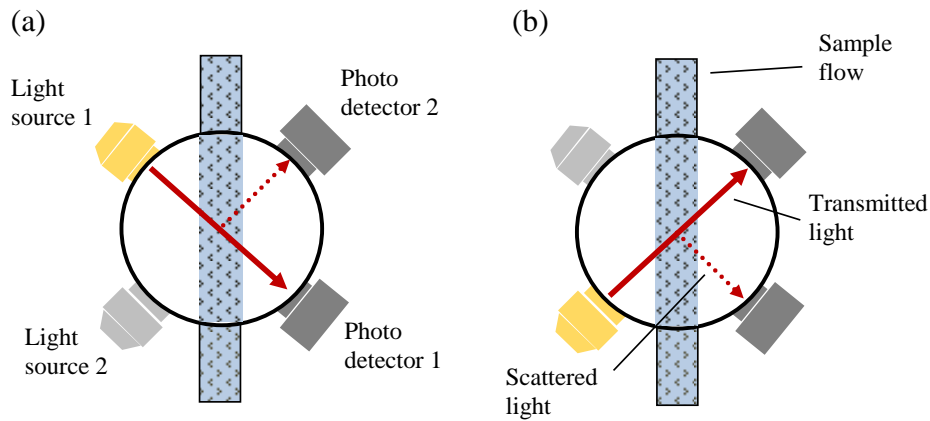 (a)
Light
source 1
Photo
detector 2
Light
source 2
Photo
detector 1
(b)
Sample
flow
Transmitted
light
Scattered
light